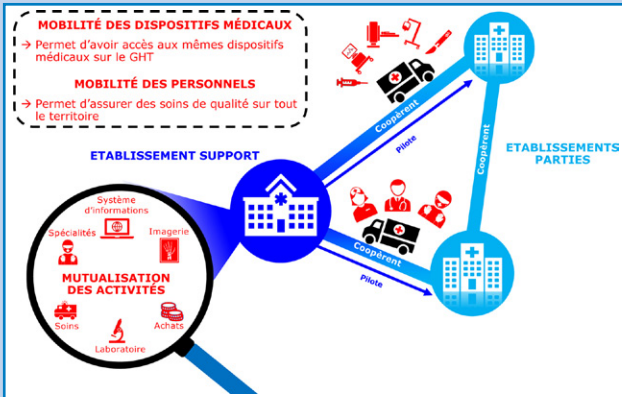 MOBILITÉ DES DISPOSITIFS MÉDICAUX
→ Permet d'avoir accès aux mêmes dispositifs
médicaux sur le GHT
MOBILITÉ DES PERSONNELS
→ Permet d'assurer des soins de qualité sur tout
le territoire
ETABLISSEMENT SUPPORT
Coopèrent
Pilote
Coopèrent
ETABLISSEMENTS
PARTIES
Coopèrent
Pilote
Système
d'informations
Spécialités
Imagerie
MUTUALISATION
DES ACTIVITÉS
Soins
Achats
Laboratoire